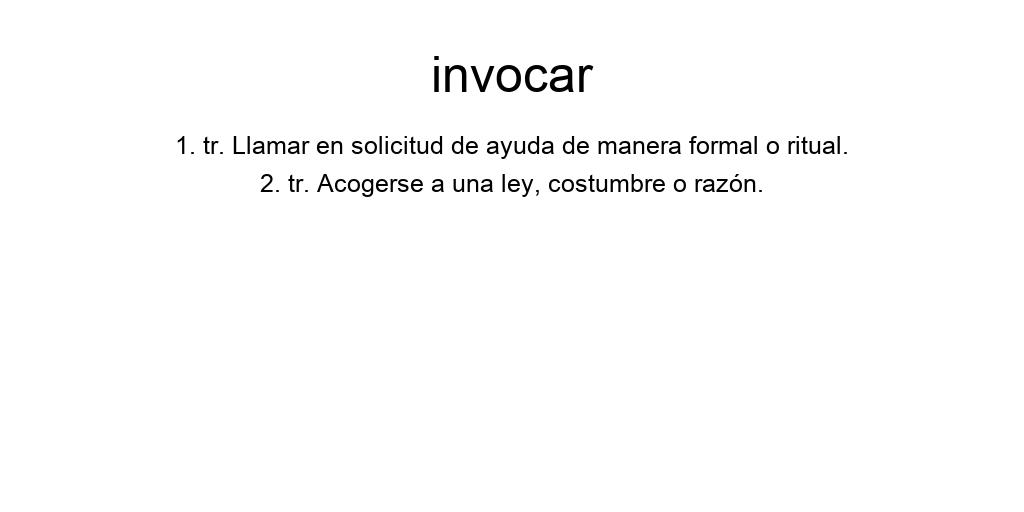 invocar
1. tr. Llamar en solicitud de ayuda de manera formal o ritual.
2. tr. Acogerse a una ley, costumbre o razón.